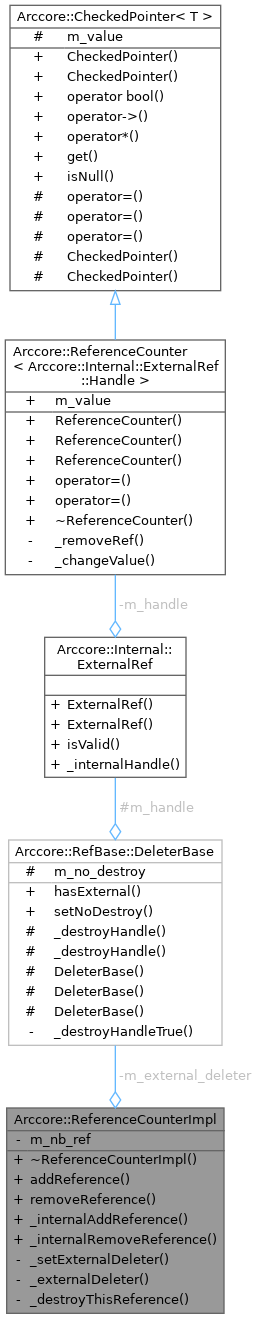 Arccore::CheckedPointer< T >
# m_value
+ CheckedPointer()
+ CheckedPointer()
+ operator bool()
+ operator->()
+ operator*()
+ get()
+ isNull()
# operator=()
# operator=()
# operator=()
# CheckedPointer()
# CheckedPointer()
Arccore::ReferenceCounter
< Arccore::Internal::ExternalRef
::Handle >
+ m_value
+ ReferenceCounter()
+ ReferenceCounter()
+ ReferenceCounter()
+ operator=()
+ operator=()
+ ~ReferenceCounter()
- _removeRef()
- _changeValue()
-m_handle
Arccore::Internal::
ExternalRef
+ ExternalRef()
+ ExternalRef()
+ isValid()
+ _internalHandle()
#m_handle
Arccore::RefBase::DeleterBase
# m_no_destroy
+ hasExternal()
+ setNoDestroy()
# _destroyHandle()
# _destroyHandle()
# DeleterBase()
# DeleterBase()
# DeleterBase()
- _destroyHandleTrue()
-m_external_deleter
Arccore::ReferenceCounterImpl
- m_nb_ref
+ ~ReferenceCounterImpl()
+ addReference()
+ removeReference()
+ _internalAddReference()
+ _internalRemoveReference()
- _setExternalDeleter()
- _externalDeleter()
- _destroyThisReference()